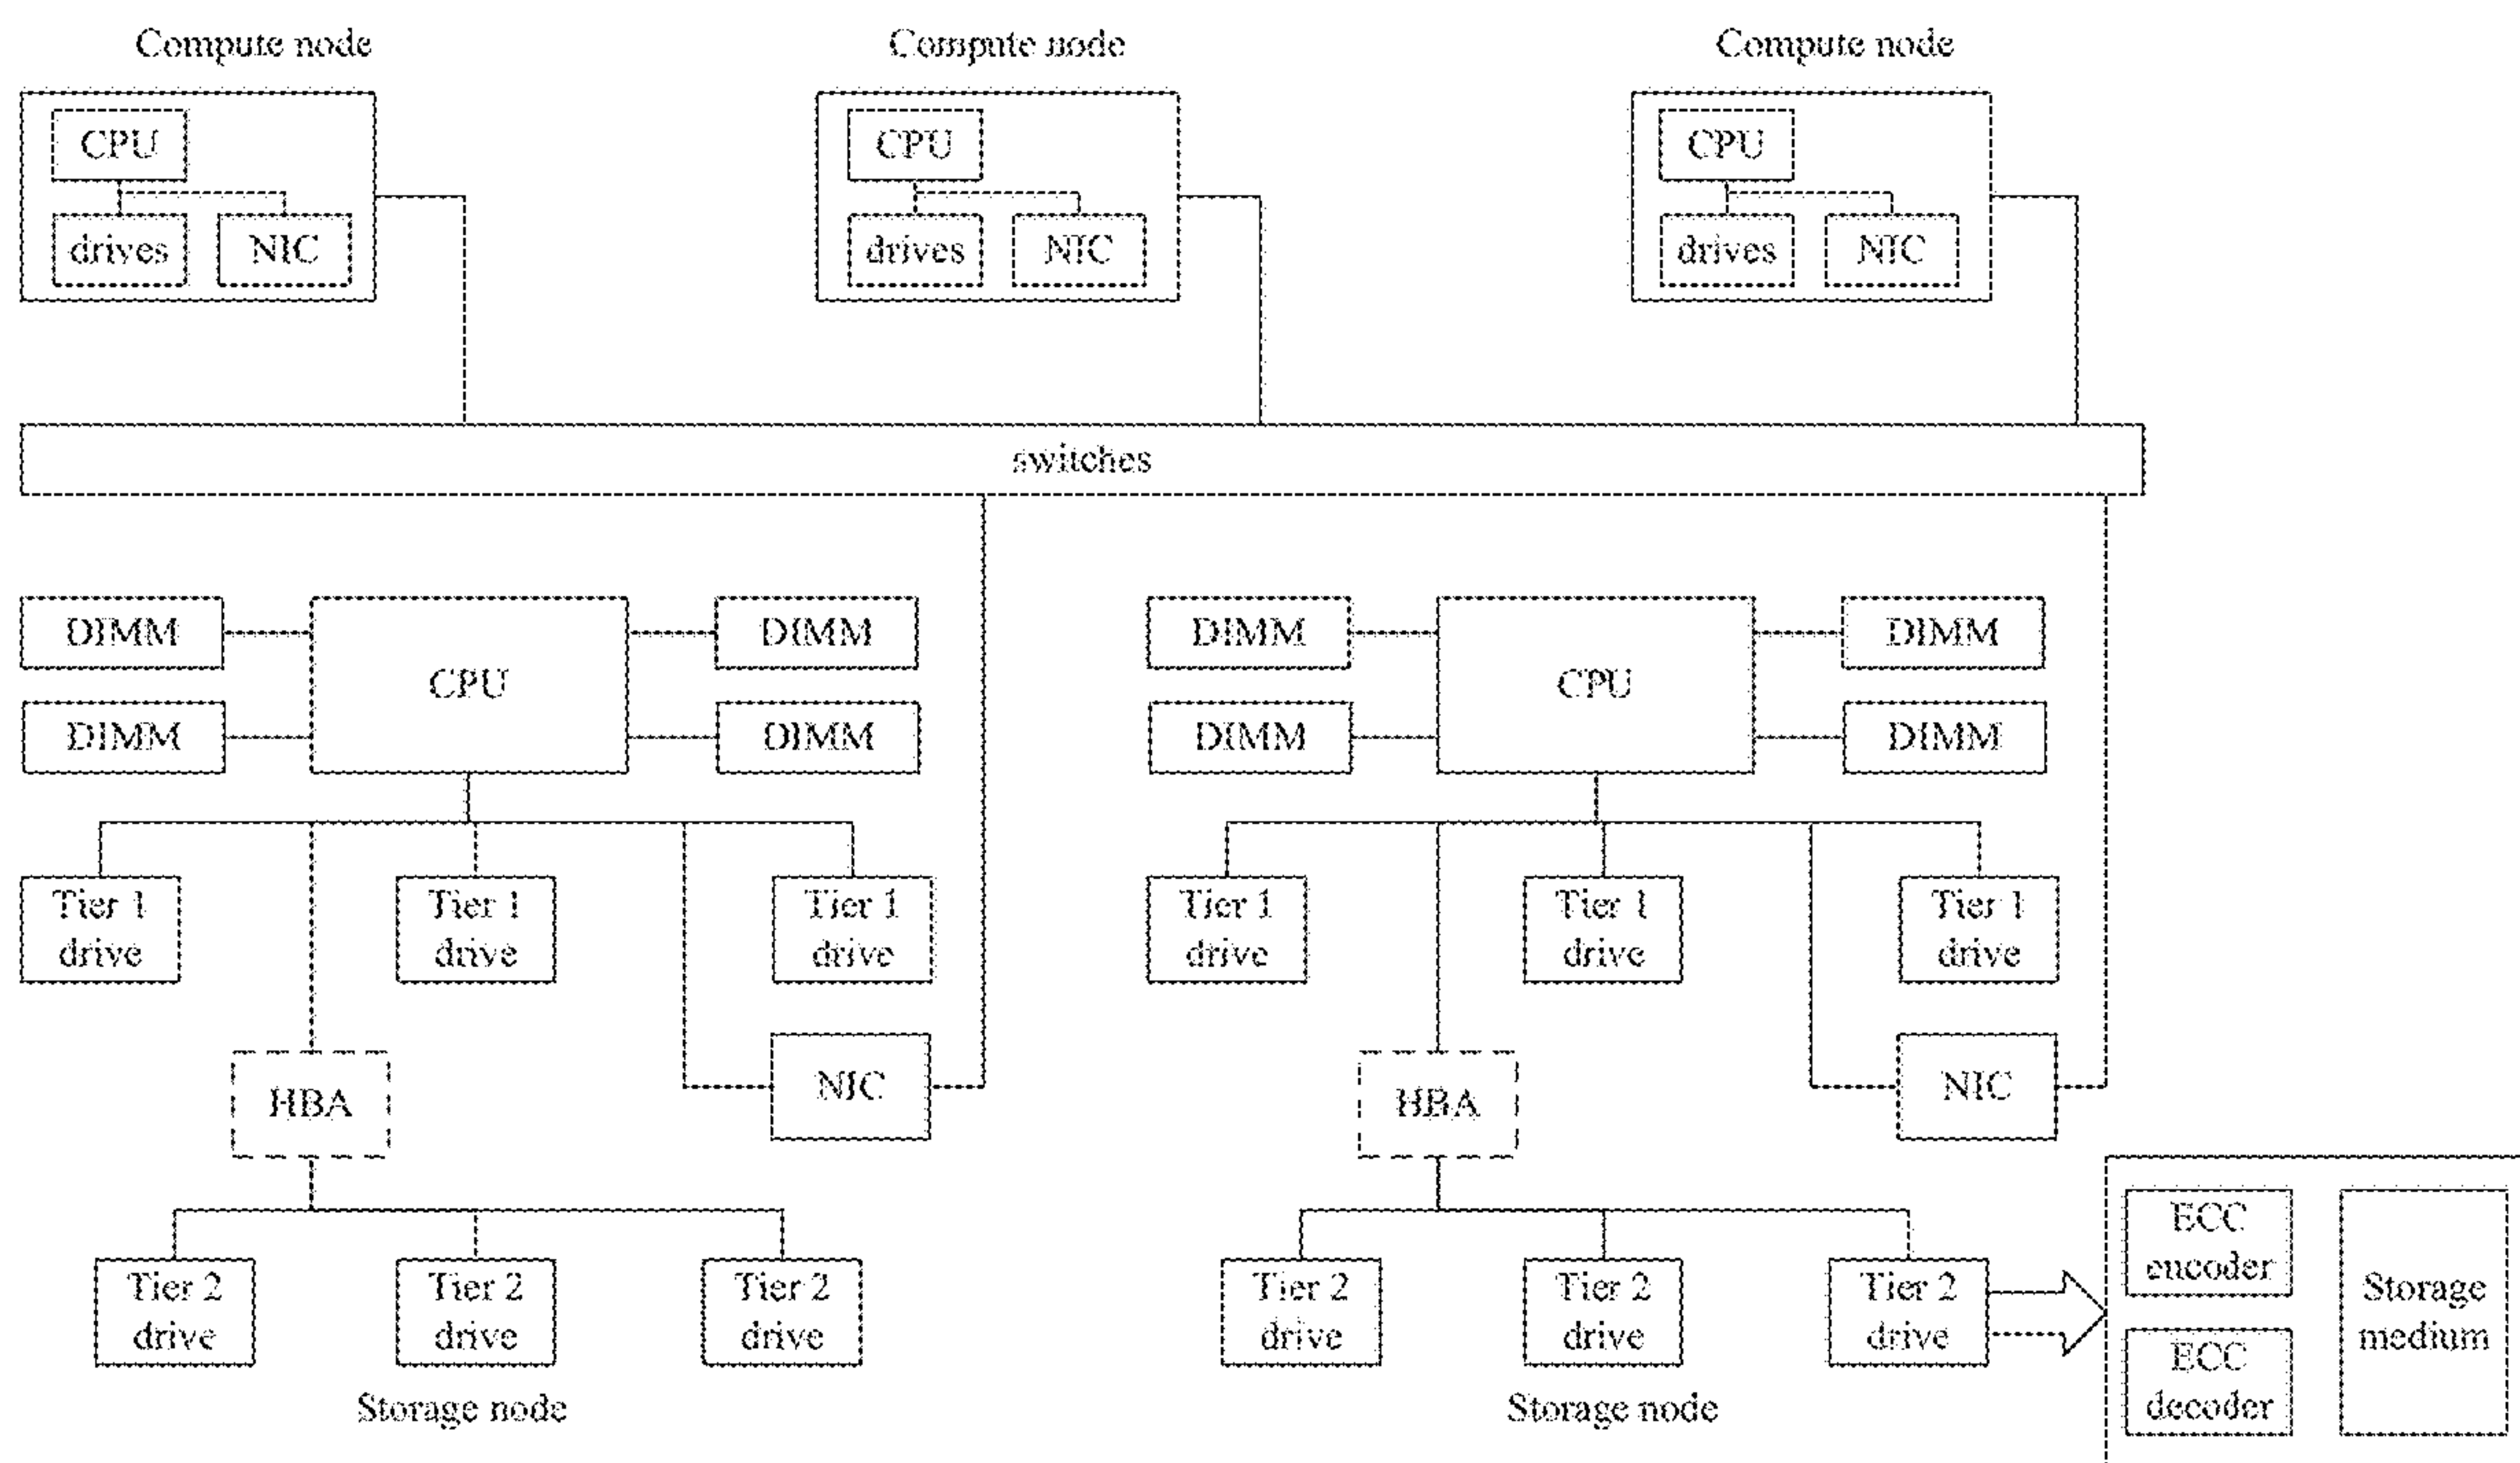 Compute node
Compute node
Compute node
CPU
CPU
CPU
drives
NIC
drives
NIC
drives
NIC
switches
DIMM
DIMM
DIMM
DIMM
CPU
CPU
DIMM
DIMM
DIMM
DIMM
Tier 1
drive
Tier 1
drive
Tier 1
drive
Tier 1
drive
Tier 1
drive
Tier 1
drive
HBA
NIC
HBA
NIC
Tier 2
drive
Tier 2
drive
Tier 2
drive
Tier 2
drive
Tier 2
drive
Tier 2
drive
ECC
encoder
ECC
decoder
Storage
medium
Storage node
Storage node